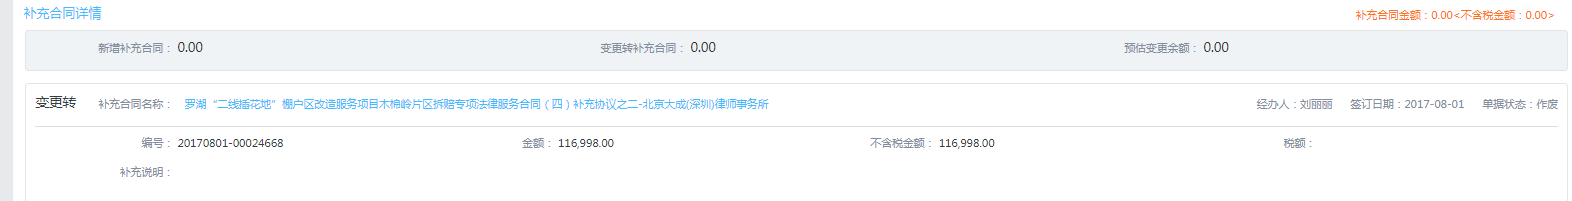 补充合同详情
补充合同金额：0.00<不含税金额：0.00>
新增补充合同： 0.00 变更转补充合同： 0.00 预估变更余额： 0.00
变更转 补充合同名称： 罗湖“二线插花地”棚户区改造服务项目木棉岭片区拆赔专项法律服务合同（四）补充协议之二-北京大成(深圳)律师事务所 经办人：刘丽丽 签订日期：2017-08-01 单据状态：作废
编号： 20170801-00024668 金额： 116,998.00 不含税金额： 116,998.00 税额：
补充说明：